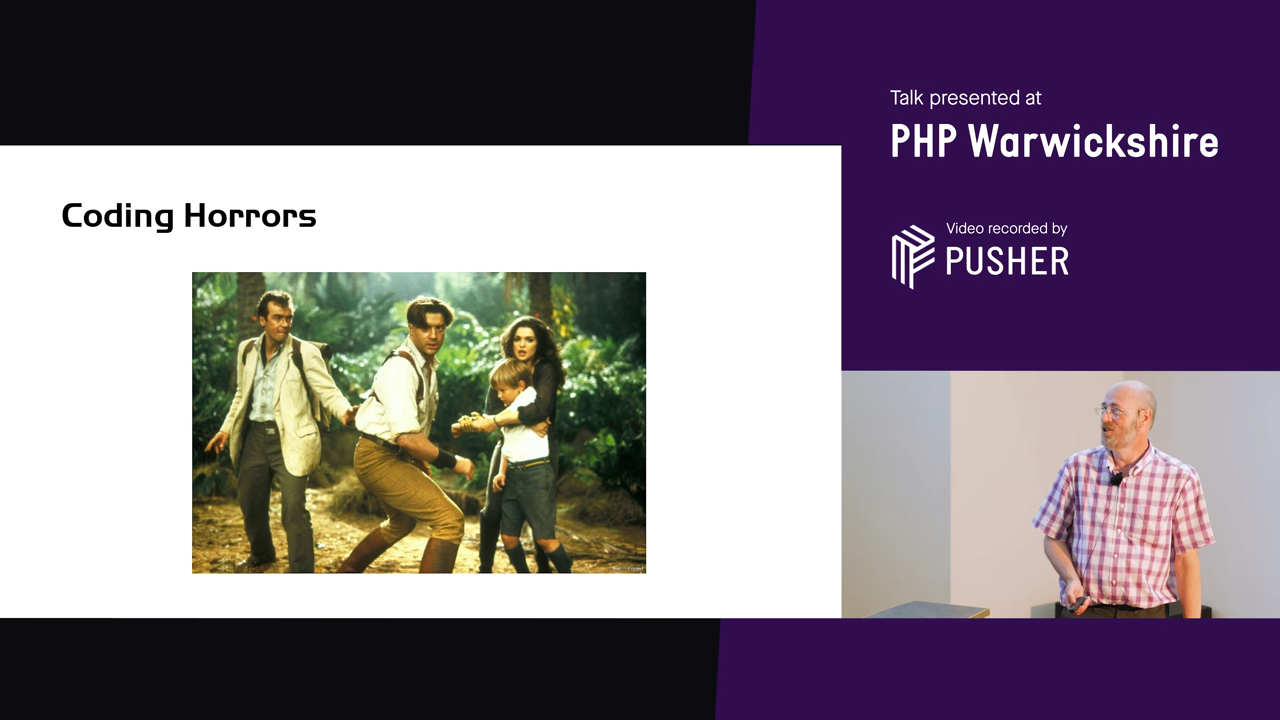 Talk presented at
PHP Warwickshire
Video recorded by
PUSHER
Coding Horrors